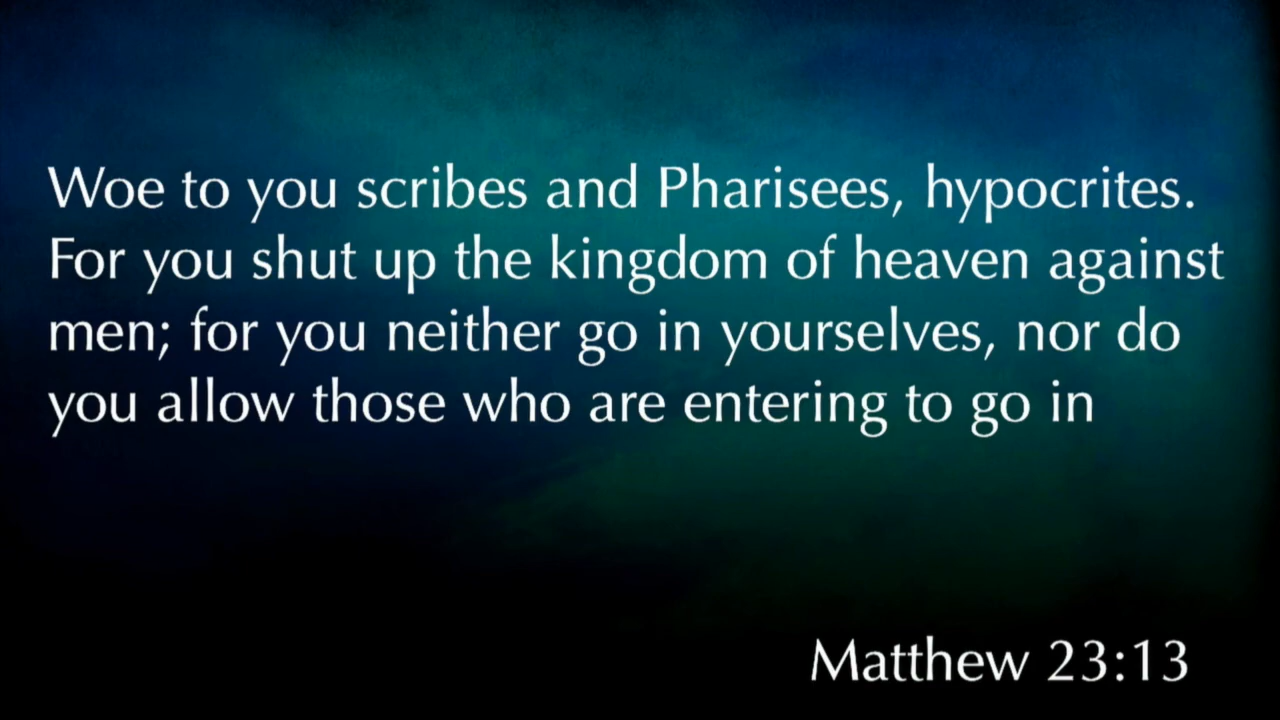 Woe to you scribes and Pharisees, hypocrites.
For you shut up the kingdom of heaven against
men; for you neither go in yourselves, nor do
you allow those who are entering to go in
Matthew 23:13